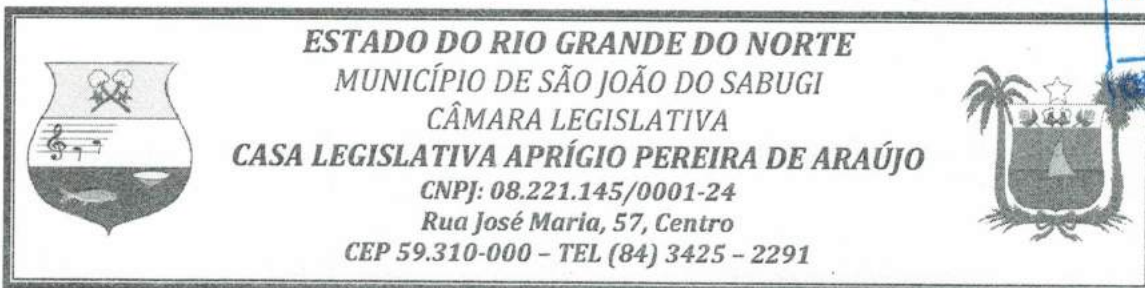 ESTADO DO RIO GRANDE DO NORTE
MUNICÍPIO DE SÃO JOÃO DO SABUGI
CÂMARA LEGISLATIVA
CASA LEGISLATIVA APRÍGIO PEREIRA DE ARAÚJO
CNPJ: 08.221.145/0001-24
Rua José Maria, 57, Centro
CEP 59.310-000 – TEL (84) 3425 – 2291